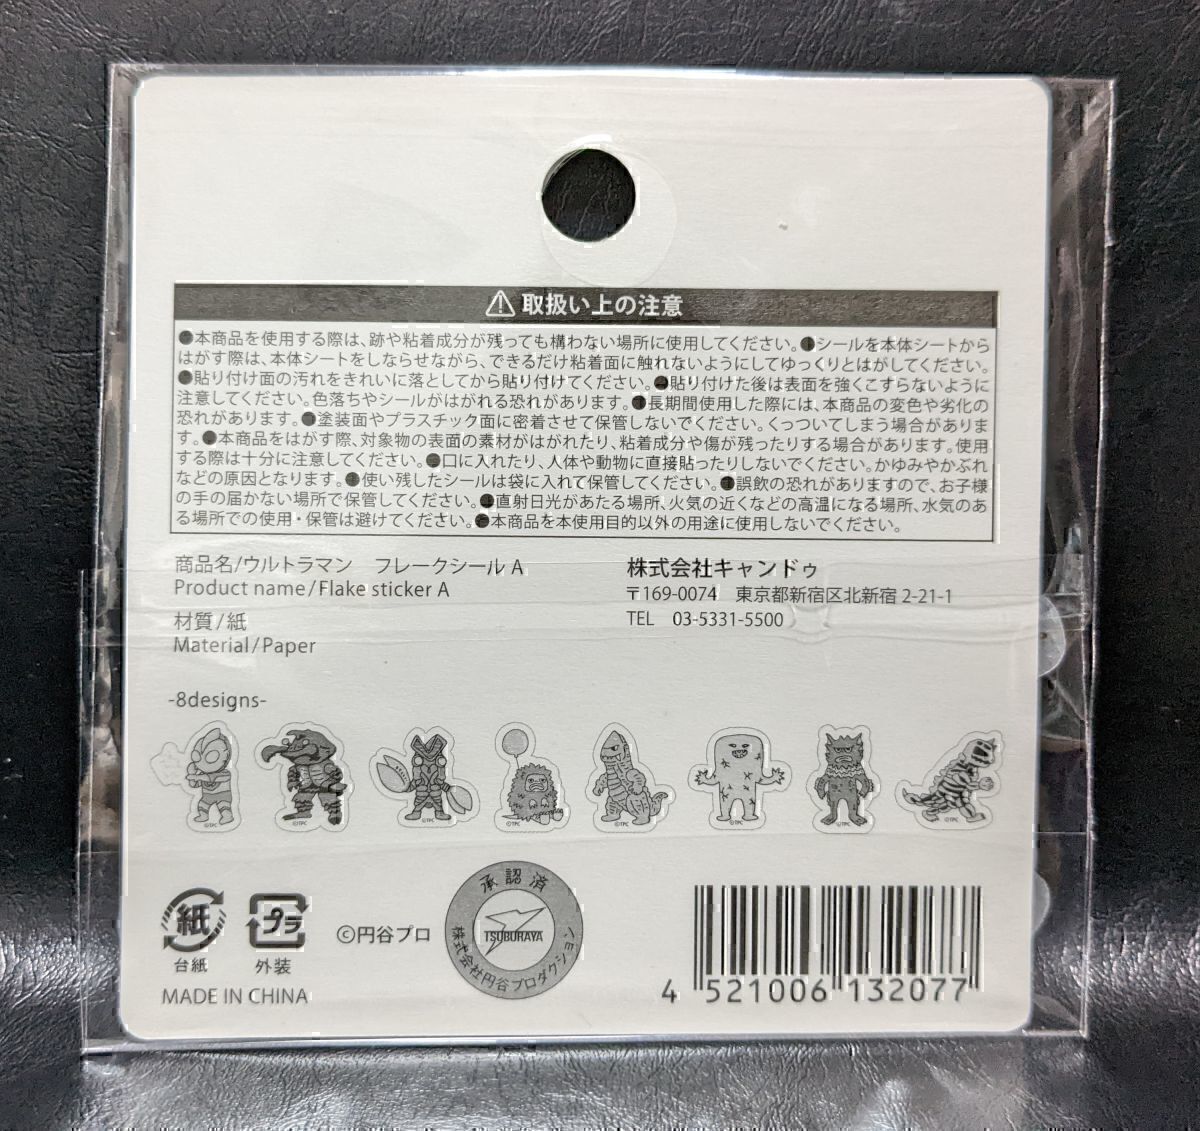 ⚠取扱い上の注意
●本商品を使用する際は、跡や粘着成分が残っても構わない場所に使用してください。●シールを本体シートから
はがす際は、本体シートをしならせながら、できるだけ粘着面に触れないようにしてゆっくりとはがしてください。
●貼り付け面の汚れをきれいに落としてから貼り付けてください。●貼り付けた後は表面を強くこすらないように
注意してください。色落ちやシールがはがれる恐れがあります。●長期間使用した際には、本商品の変色や劣化の
恐れがあります。●塗装面やプラスチック面に密着させて保管しないでください。くっついてしまう場合がありま
す。●本商品をはがす際、対象物の表面の素材がはがれたり、粘着成分や傷が残ったりする場合があります。使用
する際は十分に注意してください。●口に入れたり、人体や動物に直接貼ったりしないでください。かゆみやかぶれ
などの原因となります。●使い残したシールは袋に入れて保管してください。●誤飲の恐れがありますので、お子様
の手の届かない場所で保管してください。●直射日光があたる場所、火気の近くなどの高温になる場所、水気のあ
る場所での使用・保管は避けてください。●本商品を本使用目的以外の用途に使用しないでください。
商品名/ウルトラマン　フレークシール A
Product name/Flake sticker A
材質/紙
Material/Paper
株式会社キャンドゥ
〒169-0074　東京都新宿区北新宿 2-21-1
TEL　03-5331-5500
-8designs-
©TPC
©TPC
©TPC
©TPC
©TPC
©TPC
©TPC
©TPC
紙
台紙
プラ
外装
©円谷プロ
承認済
TSUBURAYA
株式会社円谷プロダクション
MADE IN CHINA
4 521006 132077